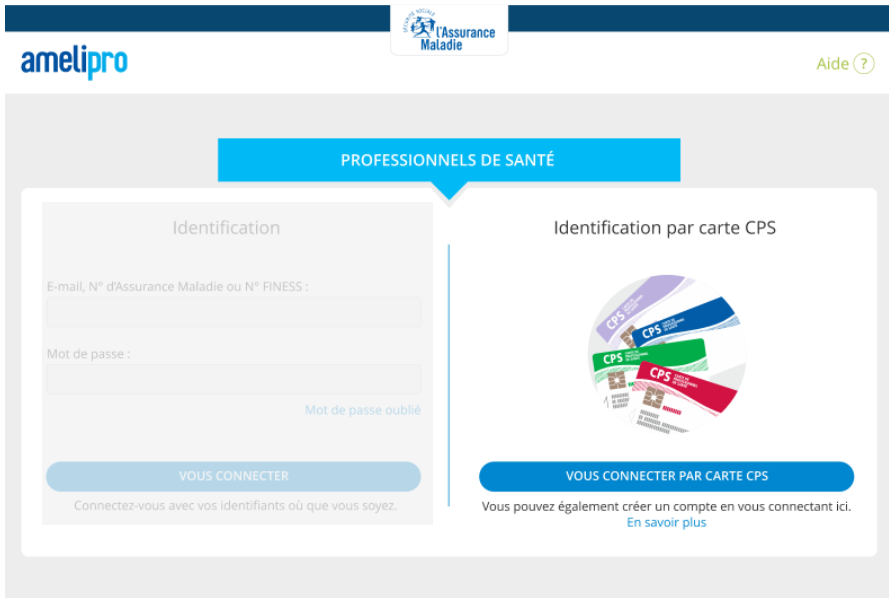 SÉCURITÉ SOCIALE
l'Assurance
Maladie
amelipro
Aide ?
PROFESSIONNELS DE SANTÉ
Identification
E-mail, N° d'Assurance Maladie ou N° FINESS :
Mot de passe :
Mot de passe oublié
VOUS CONNECTER
Connectez-vous avec vos identifiants où que vous soyez.
Identification par carte CPS
CPS
CPS
CPS
CPS
VOUS CONNECTER PAR CARTE CPS
Vous pouvez également créer un compte en vous connectant ici.
En savoir plus